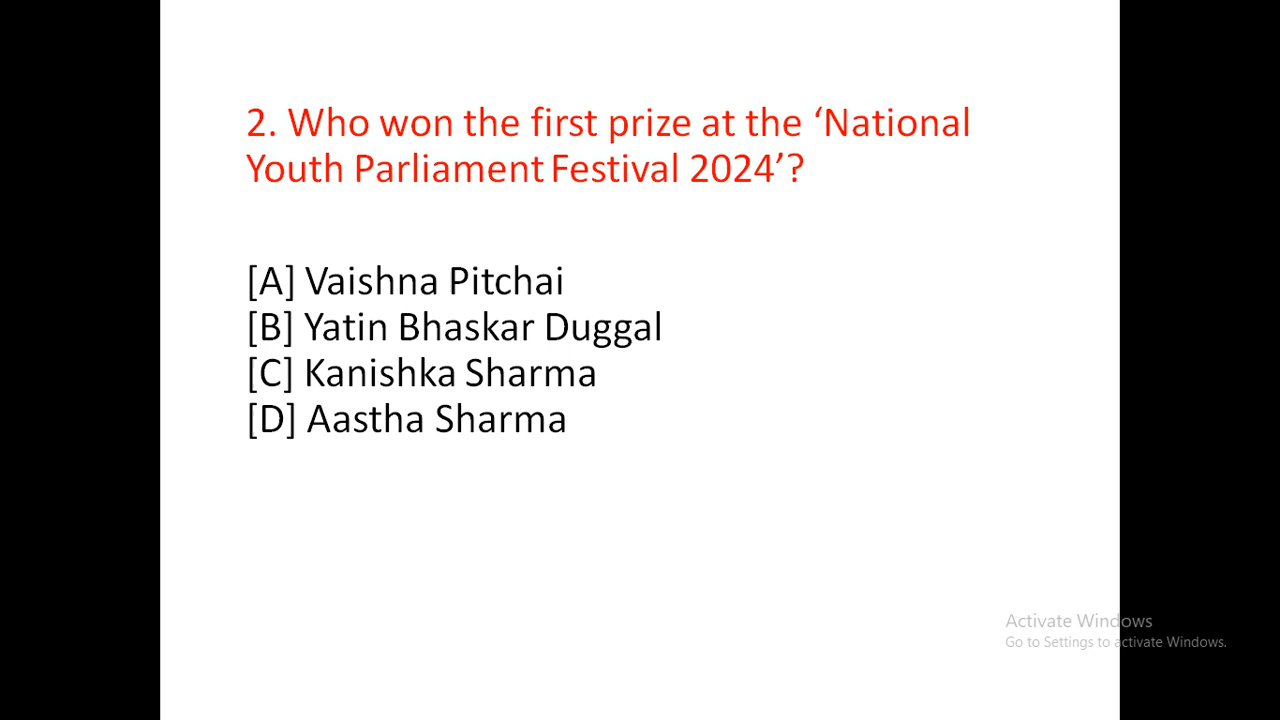 2. Who won the first prize at the ‘National
Youth Parliament Festival 2024’?
[A] Vaishna Pitchai
[B] Yatin Bhaskar Duggal
[C] Kanishka Sharma
[D] Aastha Sharma
Activate Windows
Go to Settings to activate Windows.